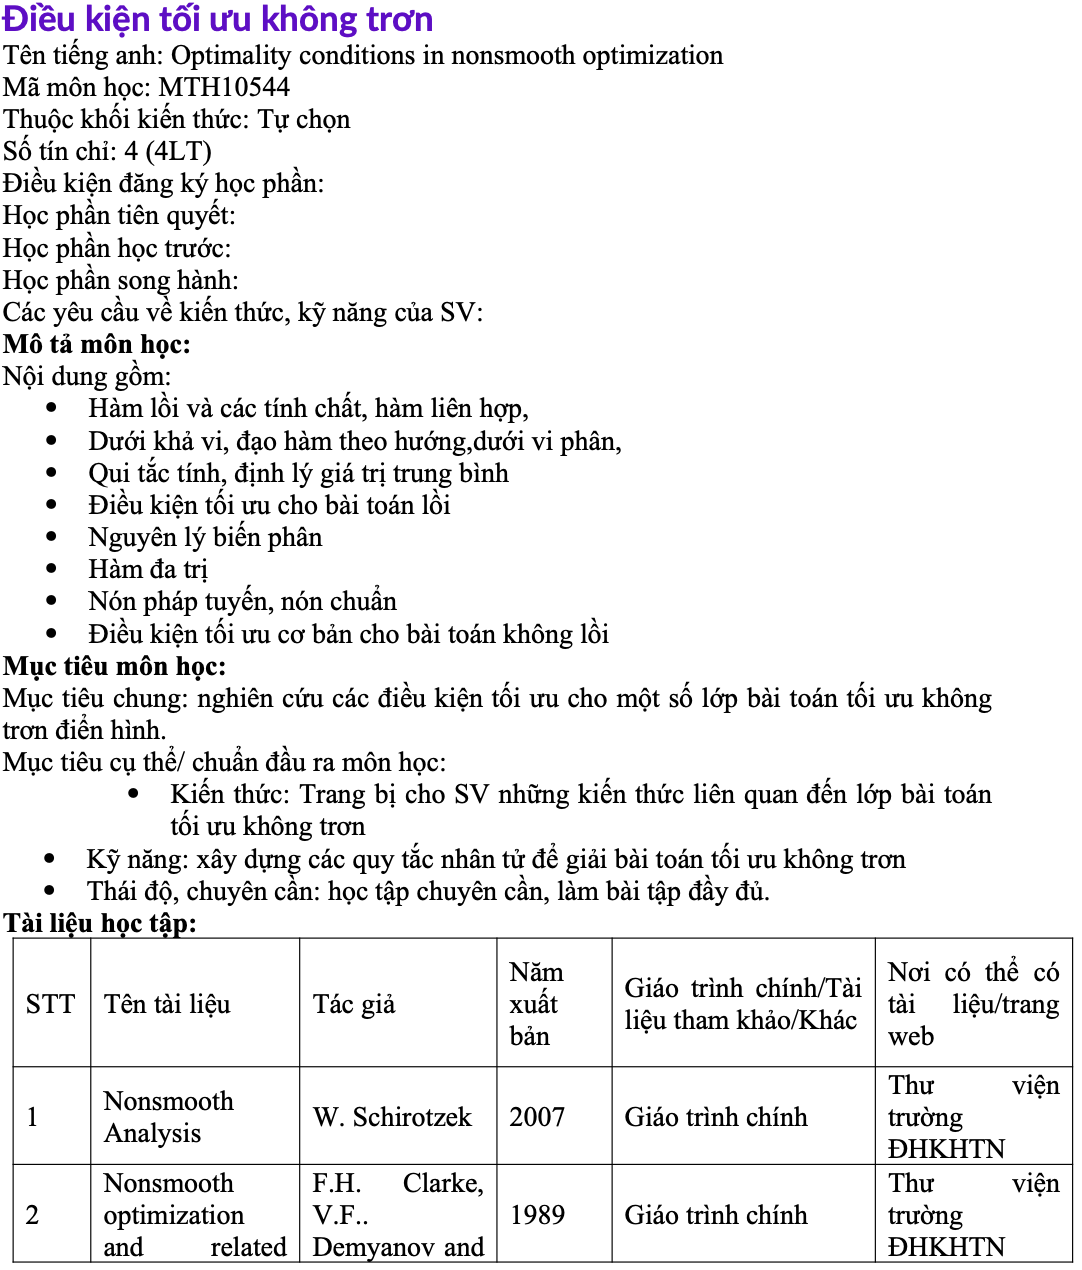 Điều kiện tối ưu không trơn
Tên tiếng anh: Optimality conditions in nonsmooth optimization
Mã môn học: MTH10544
Thuộc khối kiến thức: Tự chọn
Số tín chỉ: 4 (4LT)
Điều kiện đăng ký học phần:
Học phần tiên quyết:
Học phần học trước:
Học phần song hành:
Các yêu cầu về kiến thức, kỹ năng của SV:
Mô tả môn học:
Nội dung gồm:
• Hàm lồi và các tính chất, hàm liên hợp,
• Dưới khả vi, đạo hàm theo hướng,dưới vi phân,
• Qui tắc tính, định lý giá trị trung bình
• Điều kiện tối ưu cho bài toán lồi
• Nguyên lý biến phân
• Hàm đa trị
• Nón pháp tuyến, nón chuẩn
• Điều kiện tối ưu cơ bản cho bài toán không lồi
Mục tiêu môn học:
Mục tiêu chung: nghiên cứu các điều kiện tối ưu cho một số lớp bài toán tối ưu không
trơn điển hình.
Mục tiêu cụ thể/ chuẩn đầu ra môn học:
• Kiến thức: Trang bị cho SV những kiến thức liên quan đến lớp bài toán
tối ưu không trơn
• Kỹ năng: xây dựng các quy tắc nhân tử để giải bài toán tối ưu không trơn
• Thái độ, chuyên cần: học tập chuyên cần, làm bài tập đầy đủ.
Tài liệu học tập:
STT
Tên tài liệu
Tác giả
Năm
xuất
bản
Giáo trình chính/Tài
liệu tham khảo/Khác
Nơi có thể có
tài liệu/trang
web
1
Nonsmooth
Analysis
W. Schirotzek
2007
Giáo trình chính
Thư viện
trường
ĐHKHTN
2
Nonsmooth
optimization
and related
F.H. Clarke,
V.F..
Demyanov and
1989
Giáo trình chính
Thư viện
trường
ĐHKHTN